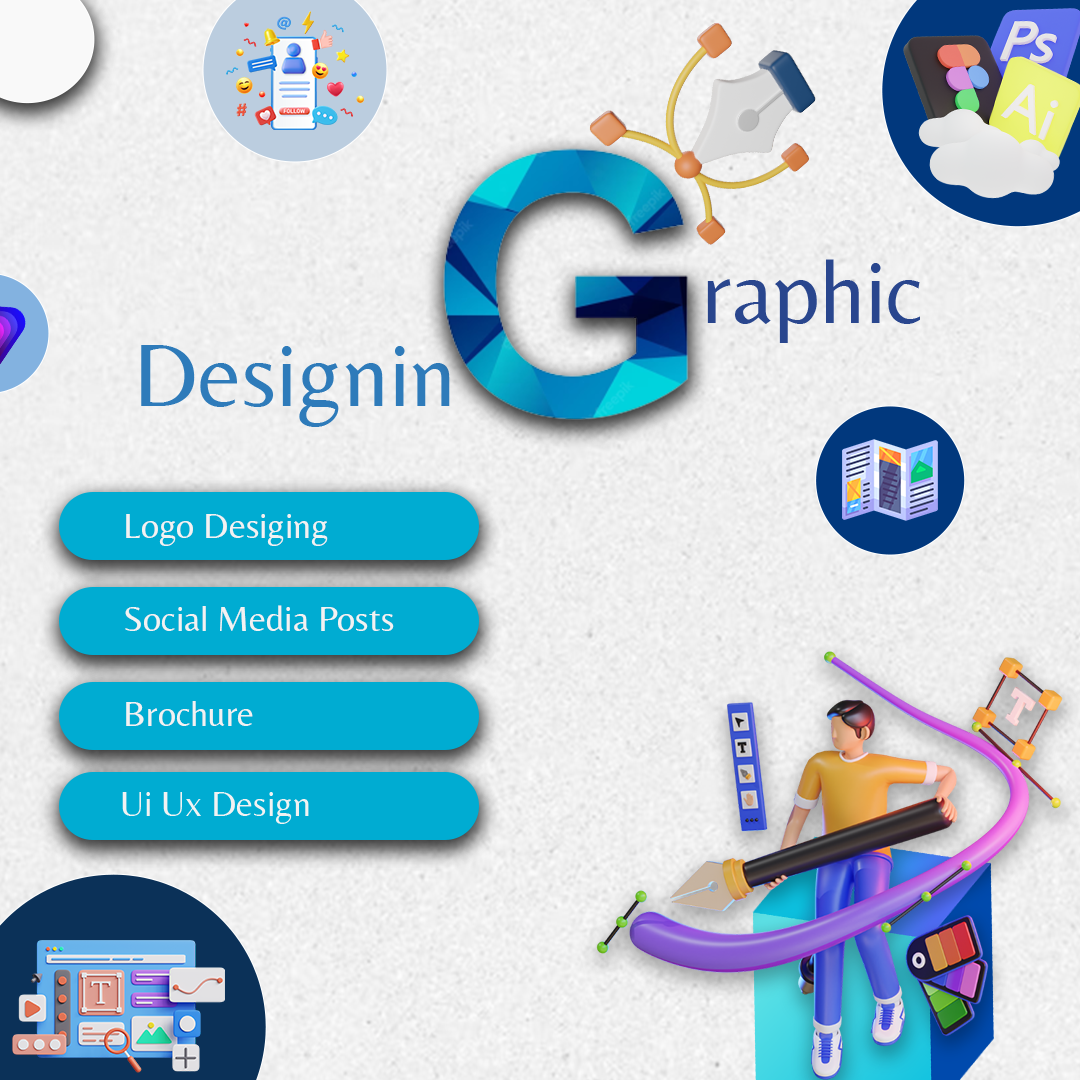 @
FOLLOW
#
Ps
Ai
Graphic
DesigninG
Logo Desiging
Social Media Posts
Brochure
Ui Ux Design
T
T
T